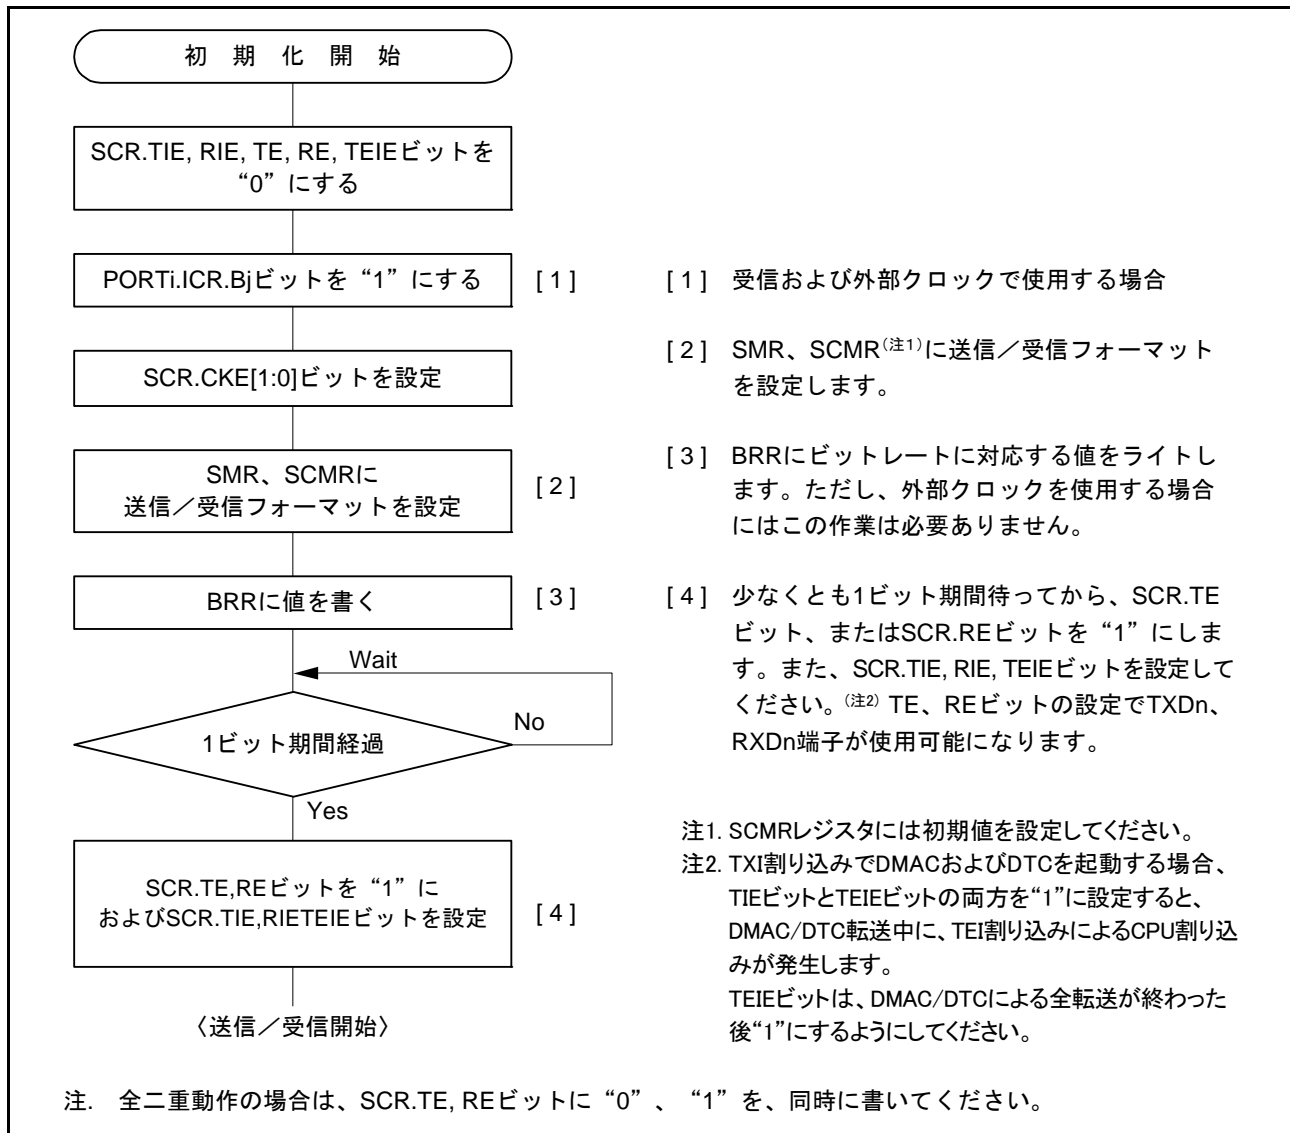 初 期 化 開 始
SCR.TIE, RIE, TE, RE, TEIEビットを
“0”にする
PORTi.ICR.Bjビットを“1”にする
[1]
SCR.CKE[1:0]ビットを設定
SMR、SCMRに
送信／受信フォーマットを設定
[2]
BRRに値を書く
[3]
Wait
1ビット期間経過
No
Yes
SCR.TE,REビットを“1”に
およびSCR.TIE,RIETEIEビットを設定
[4]
〈送信／受信開始〉
[1] 受信および外部クロックで使用する場合
[2] SMR、SCMR(注1)に送信／受信フォーマット
を設定します。
[3] BRRにビットレートに対応する値をライトし
ます。ただし、外部クロックを使用する場合
にはこの作業は必要ありません。
[4] 少なくとも1ビット期間待ってから、SCR.TE
ビット、またはSCR.REビットを“1”にしま
す。また、SCR.TIE, RIE, TEIEビットを設定して
ください。(注2) TE、REビットの設定でTXDn、
RXDn端子が使用可能になります。
注1. SCMRレジスタには初期値を設定してください。
注2. TXI割り込みでDMACおよびDTCを起動する場合、
TIEビットとTEIEビットの両方を“1”に設定すると、
DMAC/DTC転送中に、TEI割り込みによるCPU割り込
みが発生します。
TEIEビットは、DMAC/DTCによる全転送が終わった
後“1”にするようにしてください。
注. 全二重動作の場合は、SCR.TE, REビットに“0”、“1”を、同時に書いてください。